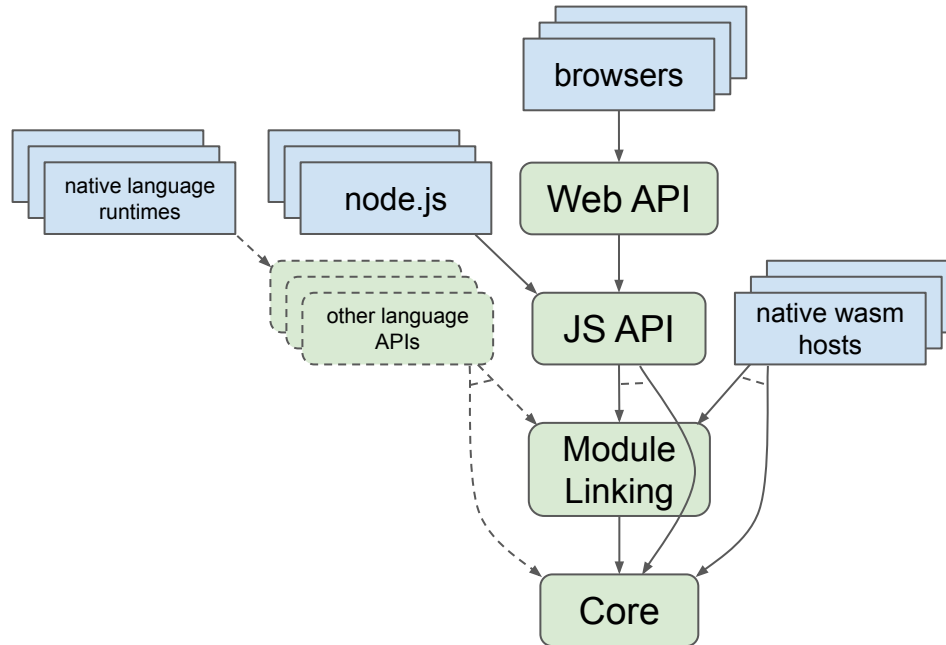 browsers
native language
runtimes
node.js
Web API
other language
APIs
JS API
native wasm
hosts
Module
Linking
Core